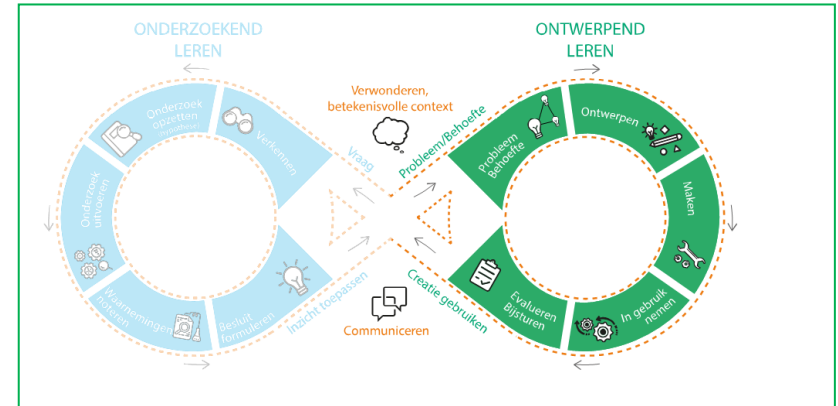 ONDERZOEKEND
LEREN
ONTWERPEND
LEREN
Verwonderen,
betekenisvolle context
Communiceren
Vraag
Verkennen
Onderzoek
opzetten
(hypothese)
Onderzoek
uitvoeren
Waarnemingen
noteren
Besluit
formuleren
Inzicht toepassen
Probleem/Behoefte
Probleem
Behoefte
Ontwerpen
Maken
In gebruik
nemen
Evalueren
Bijsturen
Creatie gebruiken